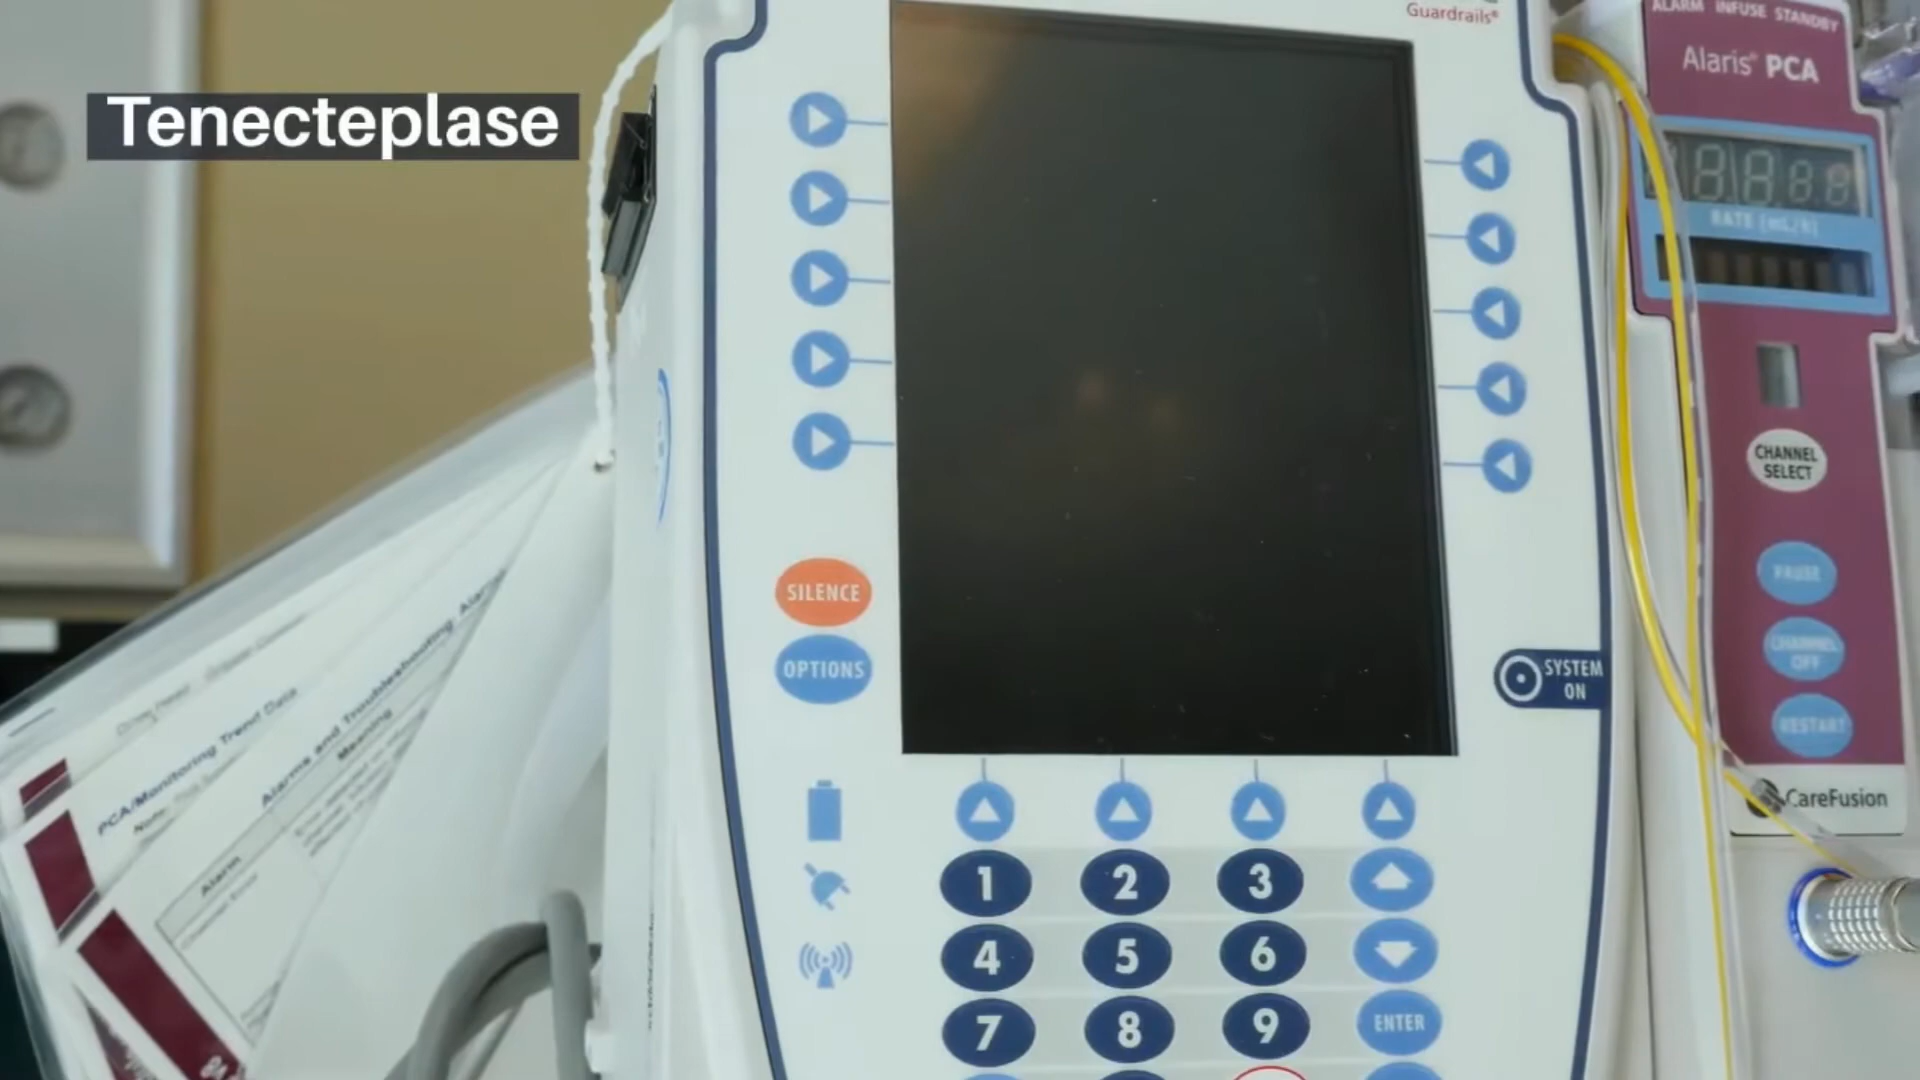 Tenecteplase
Guardrails®
ALARM INFUSE STANDBY
Alaris® PCA
RATE (mL/h)
CHANNEL
SELECT
PAUSE
CHANNEL
OFF
RESTART
CareFusion
SILENCE
OPTIONS
SYSTEM
ON
1 2 3
4 5 6
7 8 9
ENTER
PCA/Monitoring Trend Data
Alarms and Troubleshooting
Alarm
Meaning